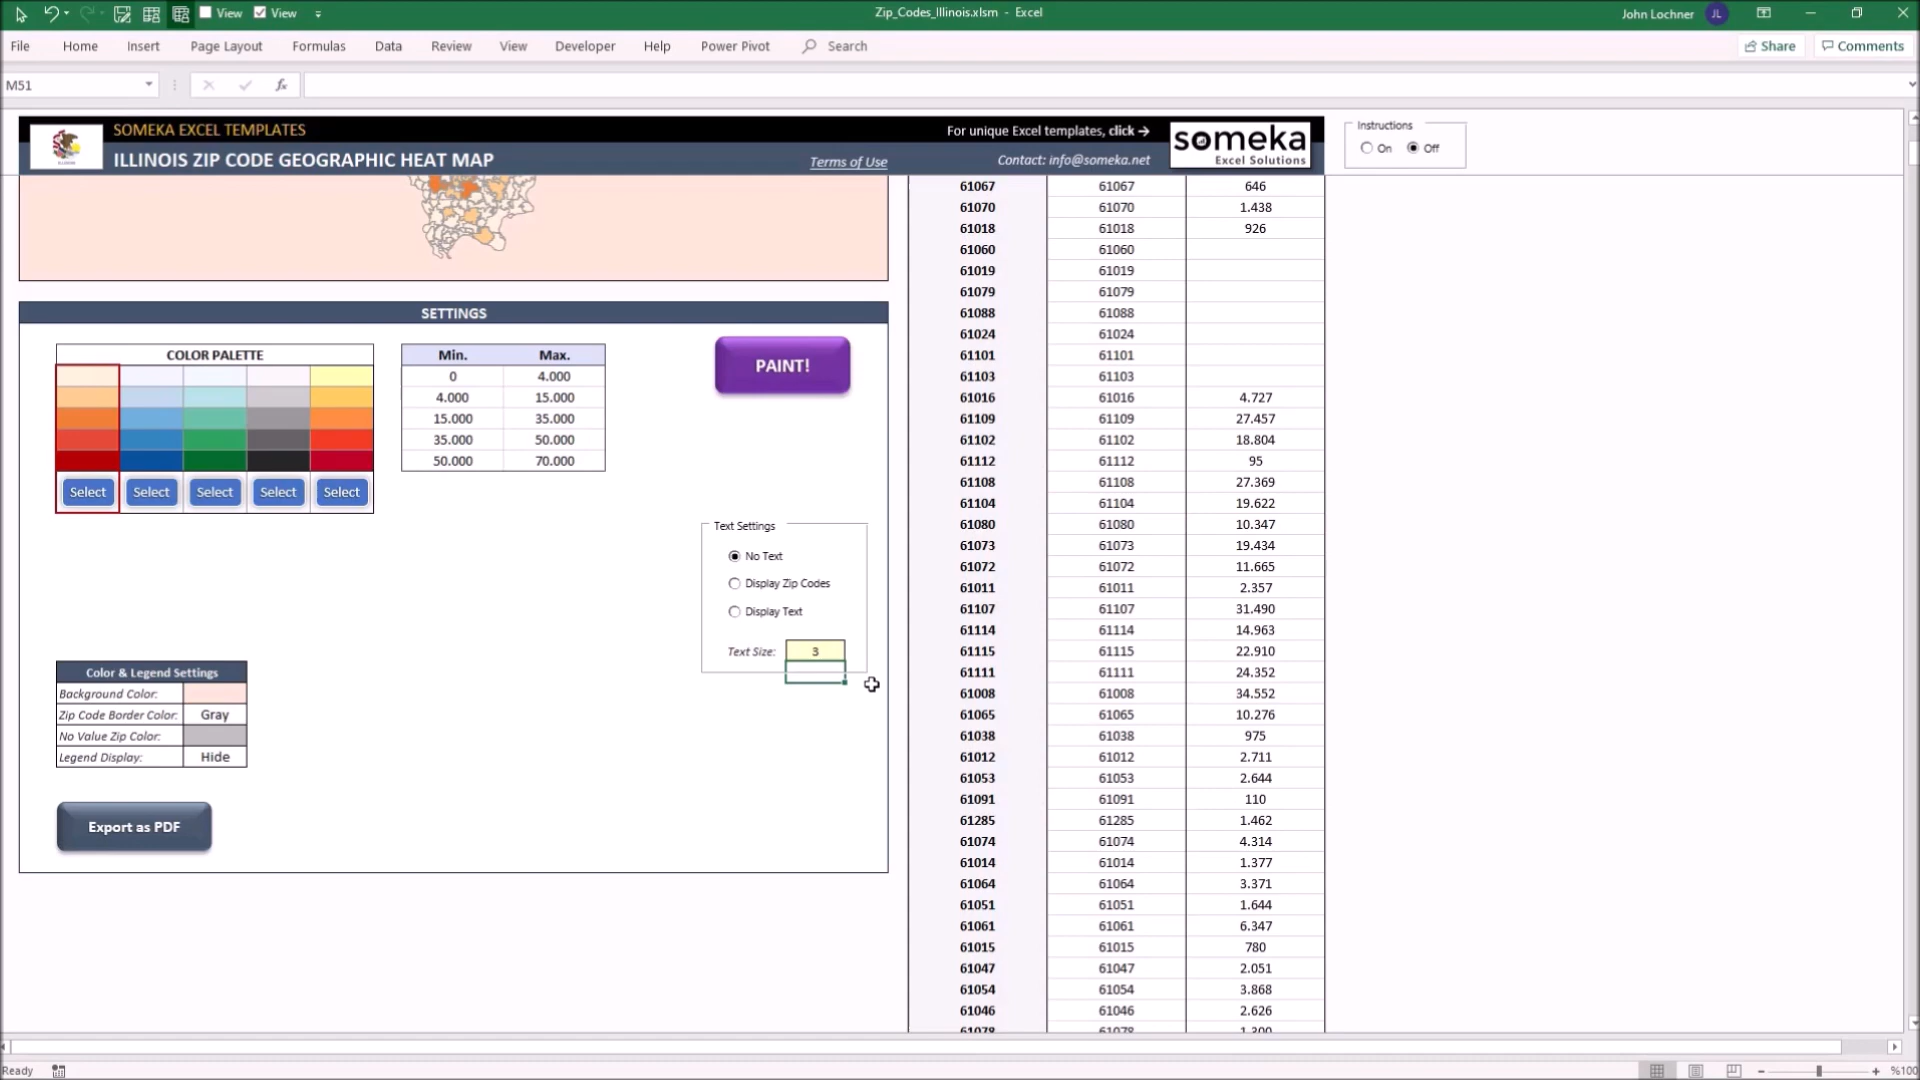 View View Zip_Codes_Illinois.xlsm - Excel John Lochner JL
File Home Insert Page Layout Formulas Data Review View Developer Help Power Pivot Search Share Comments
M51 fx
SOMEKA EXCEL TEMPLATES
ILLINOIS ZIP CODE GEOGRAPHIC HEAT MAP
Terms of Use
For unique Excel templates, click →
Contact: info@someka.net
someka
Excel Solutions
Instructions
On Off
SETTINGS
COLOR PALETTE
Select Select Select Select Select
Min. Max.
0 4.000
4.000 15.000
15.000 35.000
35.000 50.000
50.000 70.000
PAINT!
Text Settings
No Text
Display Zip Codes
Display Text
Text Size: 3
Color & Legend Settings
Background Color:
Zip Code Border Color: Gray
No Value Zip Color:
Legend Display: Hide
Export as PDF
61067 61067 646
61070 61070 1.438
61018 61018 926
61060 61060
61019 61019
61079 61079
61088 61088
61024 61024
61101 61101
61103 61103
61016 61016 4.727
61109 61109 27.457
61102 61102 18.804
61112 61112 95
61108 61108 27.369
61104 61104 19.622
61080 61080 10.347
61073 61073 19.434
61072 61072 11.665
61011 61011 2.357
61107 61107 31.490
61114 61114 14.963
61115 61115 22.910
61111 61111 24.352
61008 61008 34.552
61065 61065 10.276
61038 61038 975
61012 61012 2.711
61053 61053 2.644
61091 61091 110
61285 61285 1.462
61074 61074 4.314
61014 61014 1.377
61064 61064 3.371
61051 61051 1.644
61061 61061 6.347
61015 61015 780
61047 61047 2.051
61054 61054 3.868
61046 61046 2.626
61078 61078 1.300
Ready %100